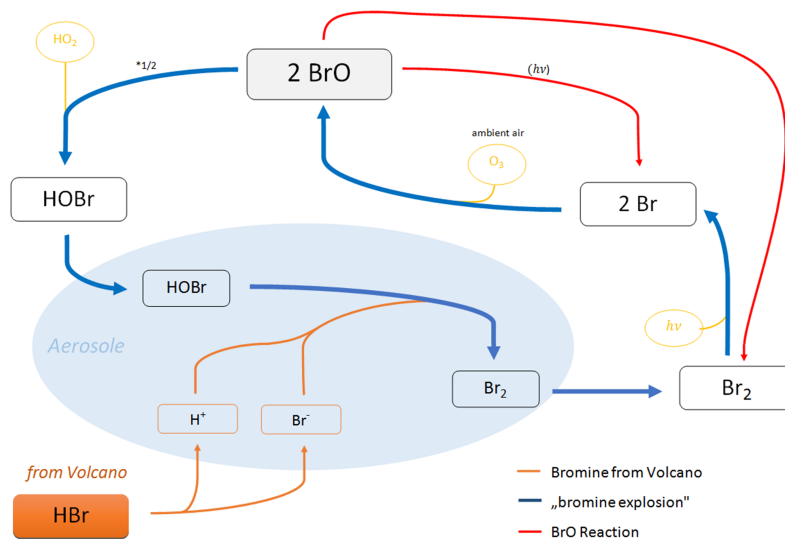 HO₂
*1/2
2 BrO
(hν)
ambient air
O₃
HOBr
2 Br
HOBr
Aerosole
hν
Br₂
Br₂
H⁺
Br⁻
from Volcano
HBr
Bromine from Volcano
„bromine explosion"
BrO Reaction